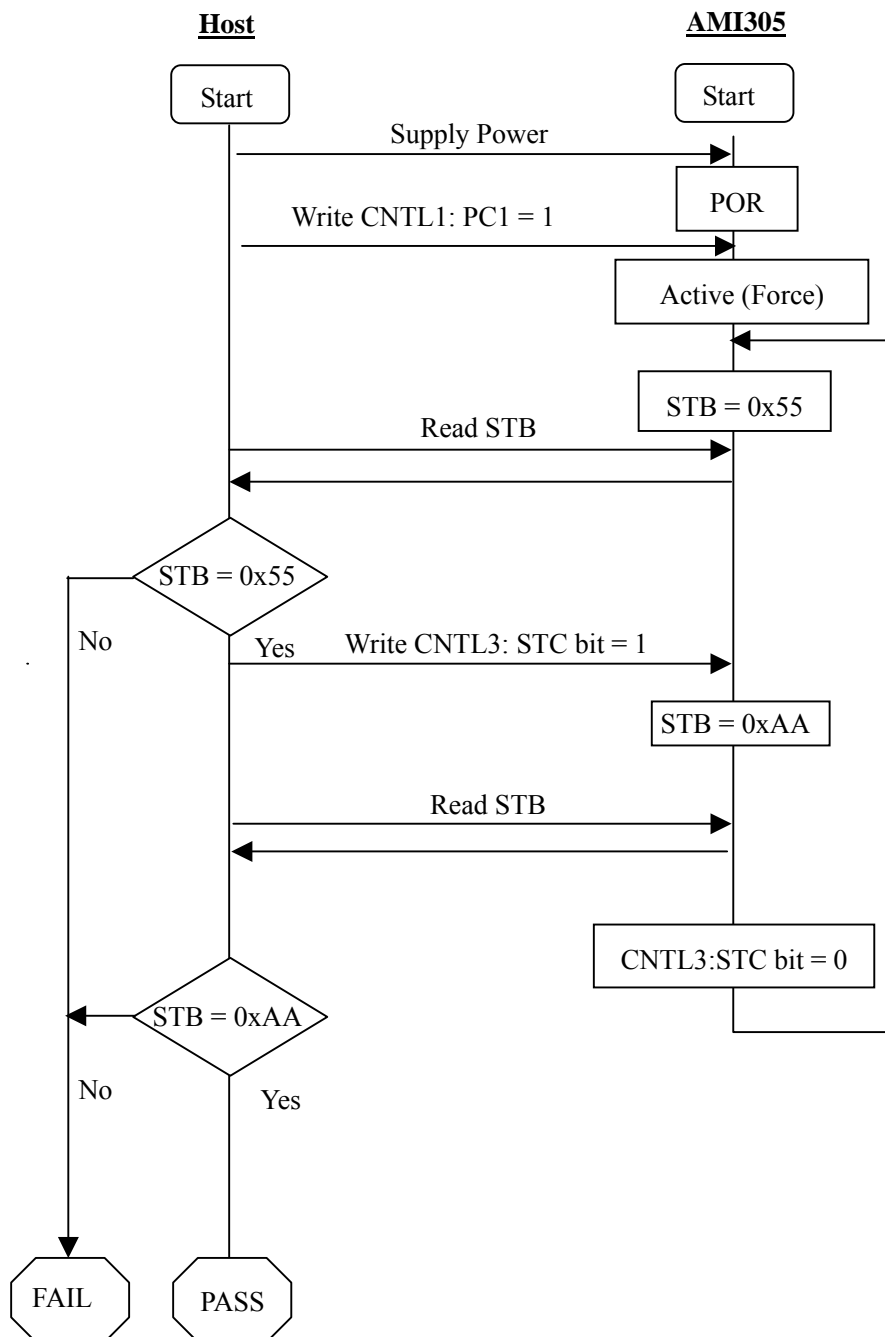 Host
AMI305
Start
Start
Supply Power
POR
Write CNTL1: PC1 = 1
Active (Force)
STB = 0x55
Read STB
STB = 0x55
No
Yes
Write CNTL3: STC bit = 1
STB = 0xAA
Read STB
CNTL3:STC bit = 0
STB = 0xAA
No
Yes
FAIL
PASS